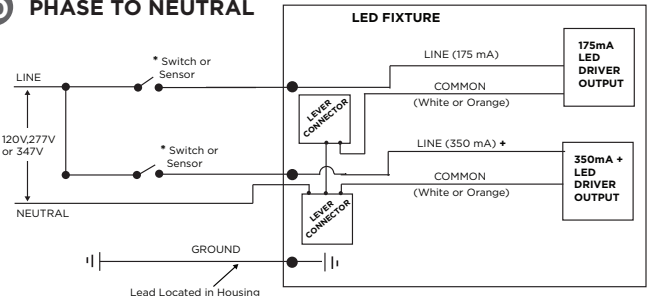 PHASE TO NEUTRAL
LED FIXTURE
* Switch or
Sensor
LINE
120V,277V
or 347V
* Switch or
Sensor
NEUTRAL
GROUND
Lead Located in Housing
LEVER
CONNECTOR
LEVER
CONNECTOR
LINE (175 mA)
COMMON
(White or Orange)
175mA
LED
DRIVER
OUTPUT
LINE (350 mA) +
COMMON
(White or Orange)
350mA +
LED
DRIVER
OUTPUT